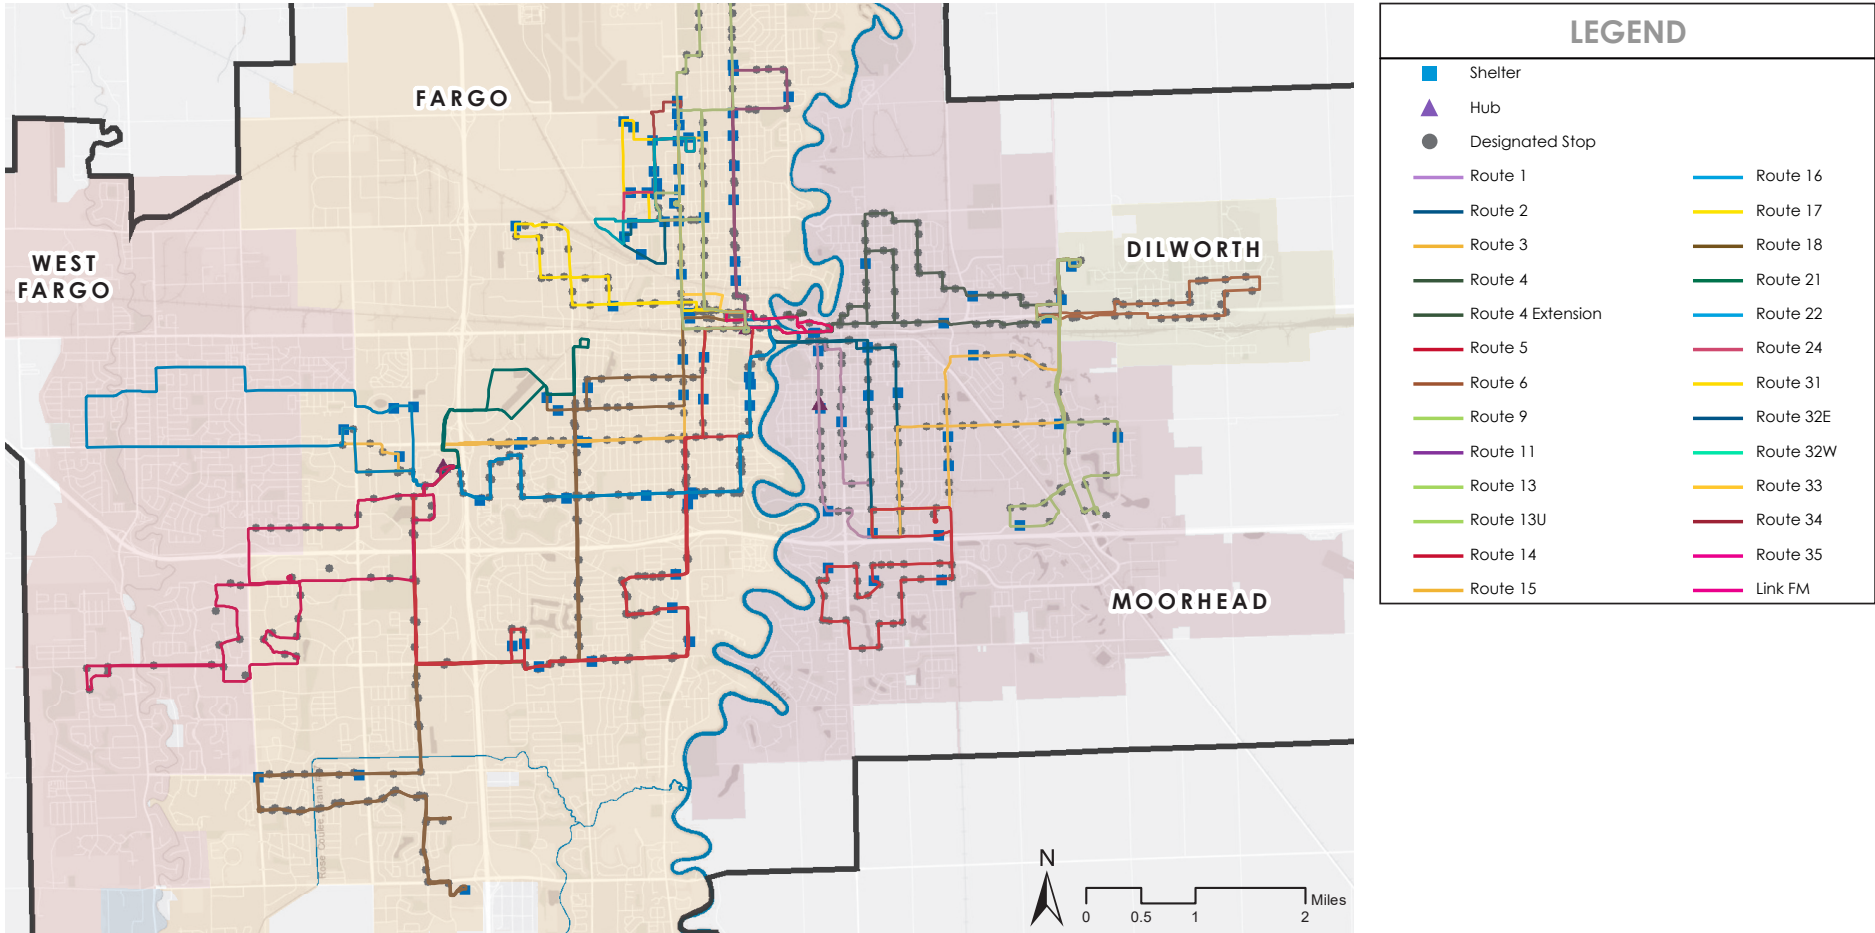 FARGO
WEST
FARGO
DILWORTH
MOORHEAD
Red River
N
0
0.5
1
2
Miles
LEGEND
Shelter
Hub
Designated Stop
Route 1
Route 2
Route 3
Route 4
Route 4 Extension
Route 5
Route 6
Route 9
Route 11
Route 13
Route 13U
Route 14
Route 15
Route 16
Route 17
Route 18
Route 21
Route 22
Route 24
Route 31
Route 32E
Route 32W
Route 33
Route 34
Route 35
Link FM